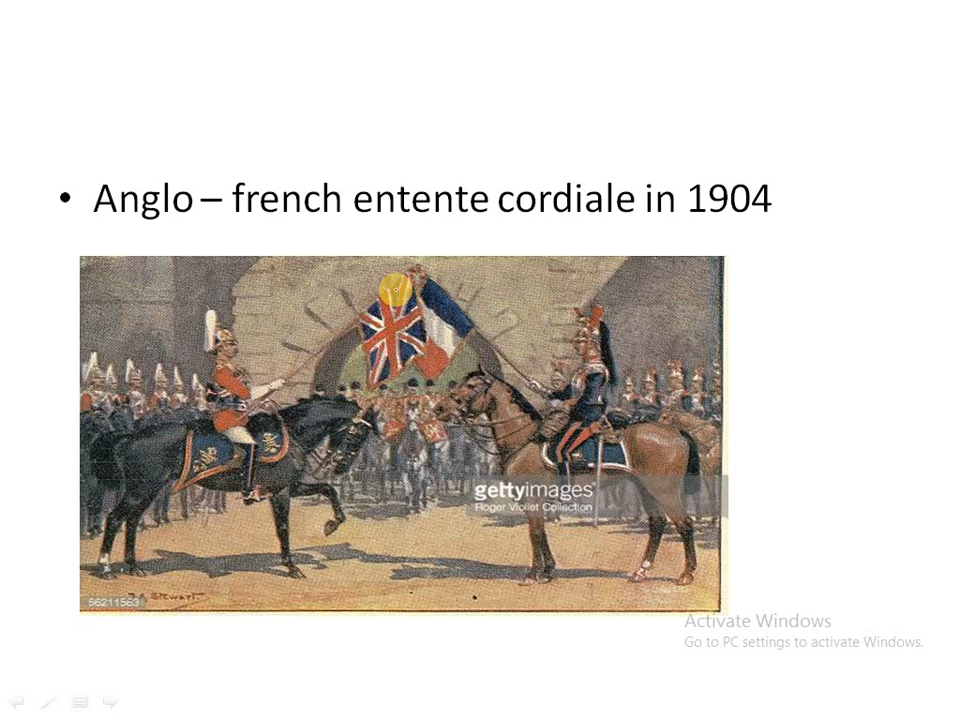 • Anglo – french entente cordiale in 1904
gettyimages
Roger Viollet Collection
56211563
Stewart.
Activate Windows
Go to PC settings to activate Windows.